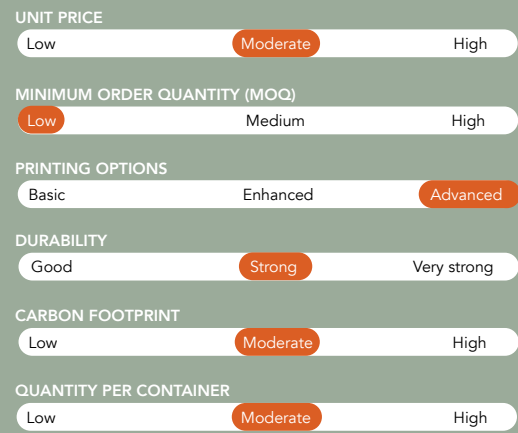 UNIT PRICE
Low Moderate High
MINIMUM ORDER QUANTITY (MOQ)
Low Medium High
PRINTING OPTIONS
Basic Enhanced Advanced
DURABILITY
Good Strong Very strong
CARBON FOOTPRINT
Low Moderate High
QUANTITY PER CONTAINER
Low Moderate High